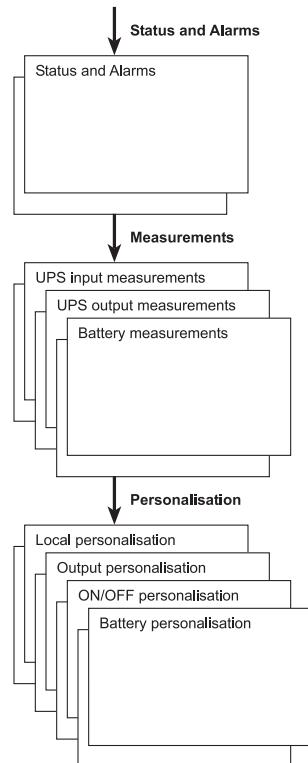 Status and Alarms
Status and Alarms
Measurements
UPS input measurements
UPS output measurements
Battery measurements
Personalisation
Local personalisation
Output personalisation
ON/OFF personalisation
Battery personalisation